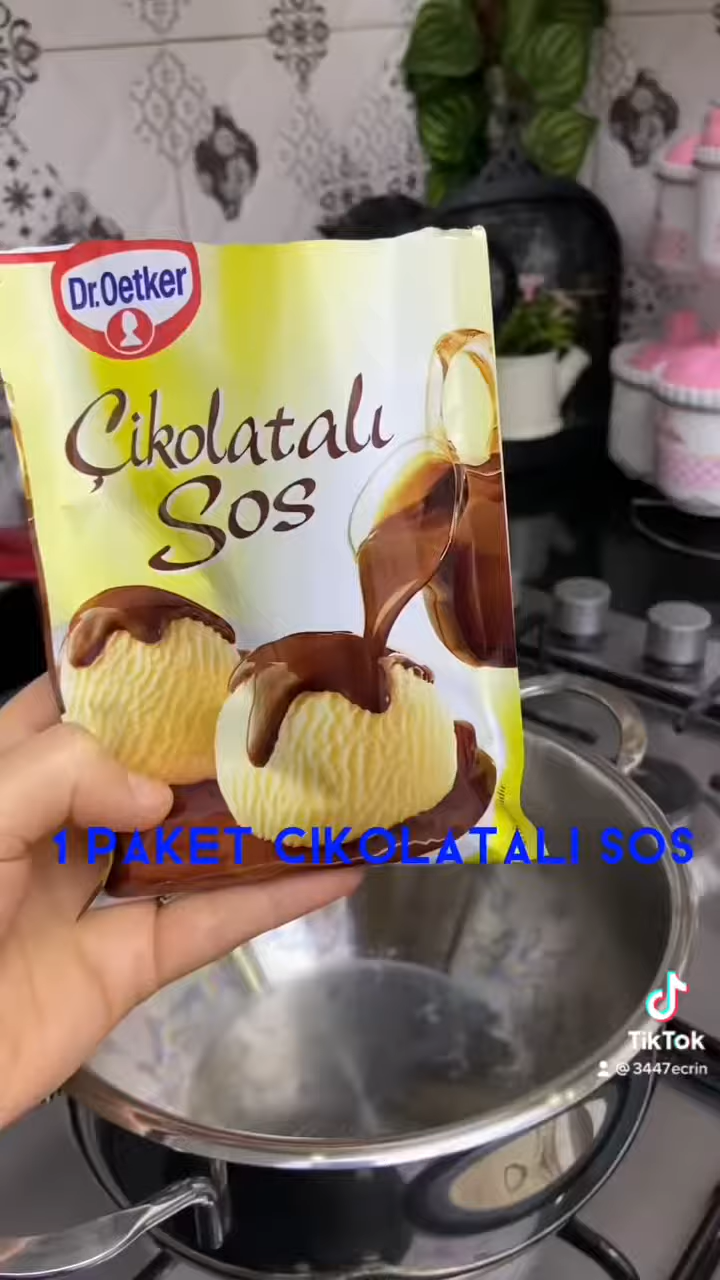 Dr.Oetker
Çikolatalı
Sos
1 PAKET CIKOLATALI SOS
TikTok
@3447ecrin